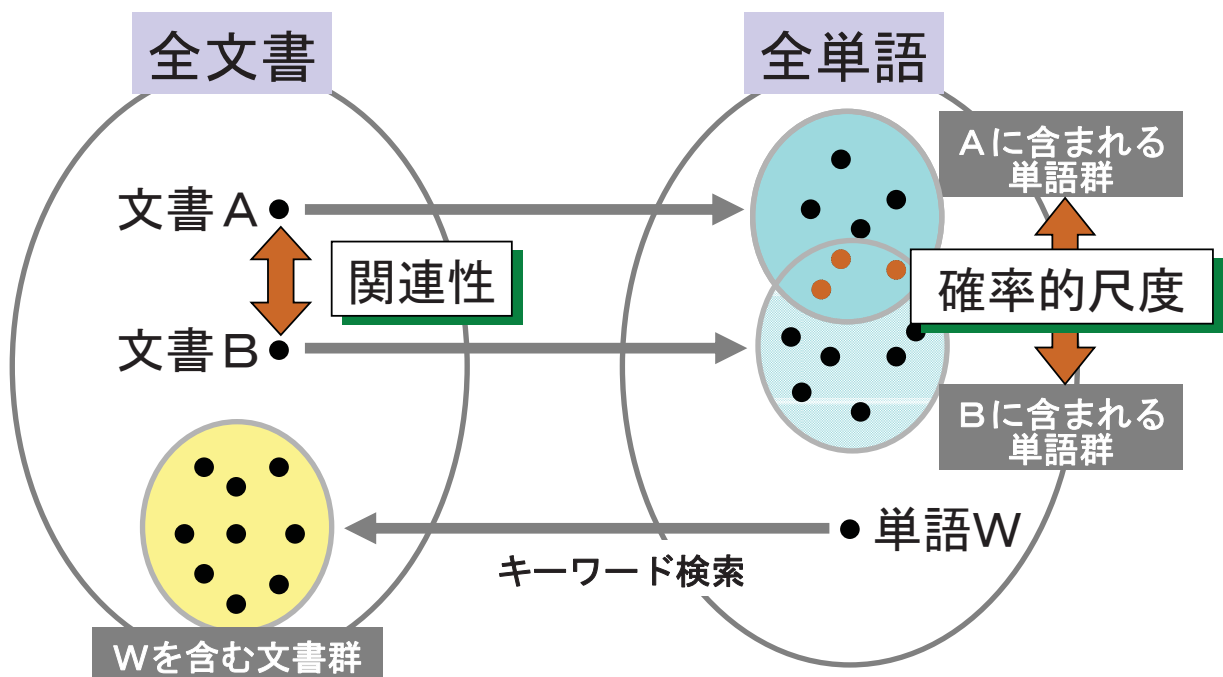 全文書
全単語
Aに含まれる
単語群
文書A
関連性
確率的尺度
文書B
Bに含まれる
単語群
単語W
キーワード検索
Wを含む文書群